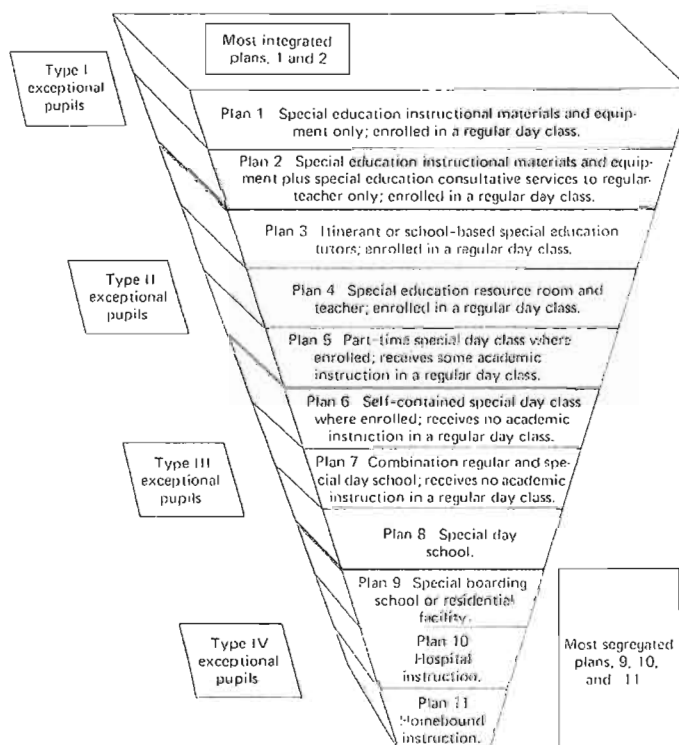 Most integrated
plans, 1 and 2
Type I
exceptional
pupils
Plan 1 Special education instructional materials and equip-
ment only; enrolled in a regular day class.
Plan 2 Special education instructional materials and equip-
ment plus special education consultative services to regular
teacher only; enrolled in a regular day class.
Plan 3 Itinerant or school-based special education
tutors; enrolled in a regular day class.
Type II
exceptional
pupils
Plan 4 Special education resource room and
teacher; enrolled in a regular day class.
Plan 5 Part-time special day class where
enrolled; receives some academic
instruction in a regular day class.
Plan 6 Self-contained special day class
where enrolled; receives no academic
instruction in a regular day class.
Type III
exceptional
pupils
Plan 7 Combination regular and spe-
cial day school; receives no academic
instruction in a regular day class.
Plan 8 Special day
school.
Plan 9 Special boarding
school or residential
facility.
Type IV
exceptional
pupils
Plan 10
Hospital
instruction.
Most segregated
plans, 9, 10,
and 11
Plan 11
Homebound
instruction.